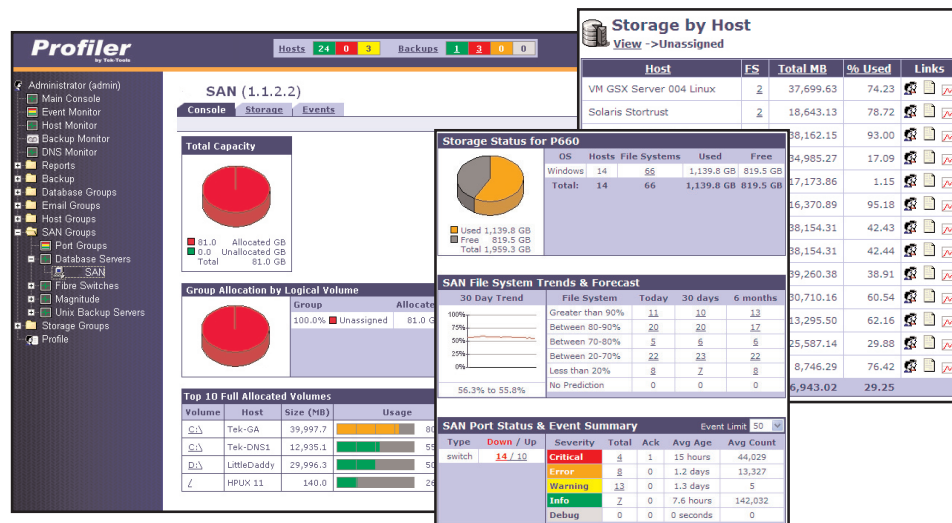 Profiler
by Tek-Tools
Hosts 24 0 3 Backups 1 3 0 0
Administrator (admin)
Main Console
Event Monitor
Host Monitor
Backup Monitor
DNS Monitor
Reports
Backup
Database Groups
Email Groups
Host Groups
SAN Groups
Port Groups
Database Servers
SAN
Fibre Switches
Magnitude
Unix Backup Servers
Storage Groups
Profile
SAN (1.1.2.2)
Console Storage Events
Total Capacity
81.0 Allocated GB
0.0 Unallocated GB
Total 81.0 GB
Group Allocation by Logical Volume
Group Allocate
100.0% Unassigned 81.0 G
Top 10 Full Allocated Volumes
Volume Host Size (MB) Usage
C:\ Tek-GA 39,997.7 80
C:\ Tek-DNS1 12,935.1 55
D:\ LittleDaddy 29,996.3 50
/ HPUX 11 140.0 26
Storage Status for P660
OS Hosts File Systems Used Free
Windows 14 66 1,139.8 GB 819.5 GB
Total: 14 66 1,139.8 GB 819.5 GB
Used 1,139.8 GB
Free 819.5 GB
Total 1,959.3 GB
SAN File System Trends & Forecast
30 Day Trend File System Today 30 days 6 months
100%
75%
50%
25%
0%
56.3% to 55.8%
Greater than 90% 11 10 13
Between 80-90% 20 20 17
Between 70-80% 5 6 6
Between 20-70% 22 23 22
Less than 20% 8 7 8
No Prediction 0 0 0
SAN Port Status & Event Summary Event Limit 50
Type Down / Up Severity Total Ack Avg Age Avg Count
switch 14 / 10 Critical 4 1 15 hours 44,029
Error 8 0 1.2 days 13,327
Warning 13 0 1.3 days 5
Info 7 0 7.6 hours 142,032
Debug 0 0 0 seconds 0
Storage by Host
View ->Unassigned
Host FS Total MB % Used Links
VM GSX Server 004 Linux 2 37,699.63 74.23
Solaris Stortrust 2 18,643.13 78.72
38,162.15 93.00
34,985.27 17.09
17,173.86 1.15
16,370.89 95.18
38,154.31 42.43
38,154.31 42.44
39,260.38 38.91
30,710.16 60.54
13,295.50 62.16
25,587.14 29.88
8,746.29 76.42
6,943.02 29.25